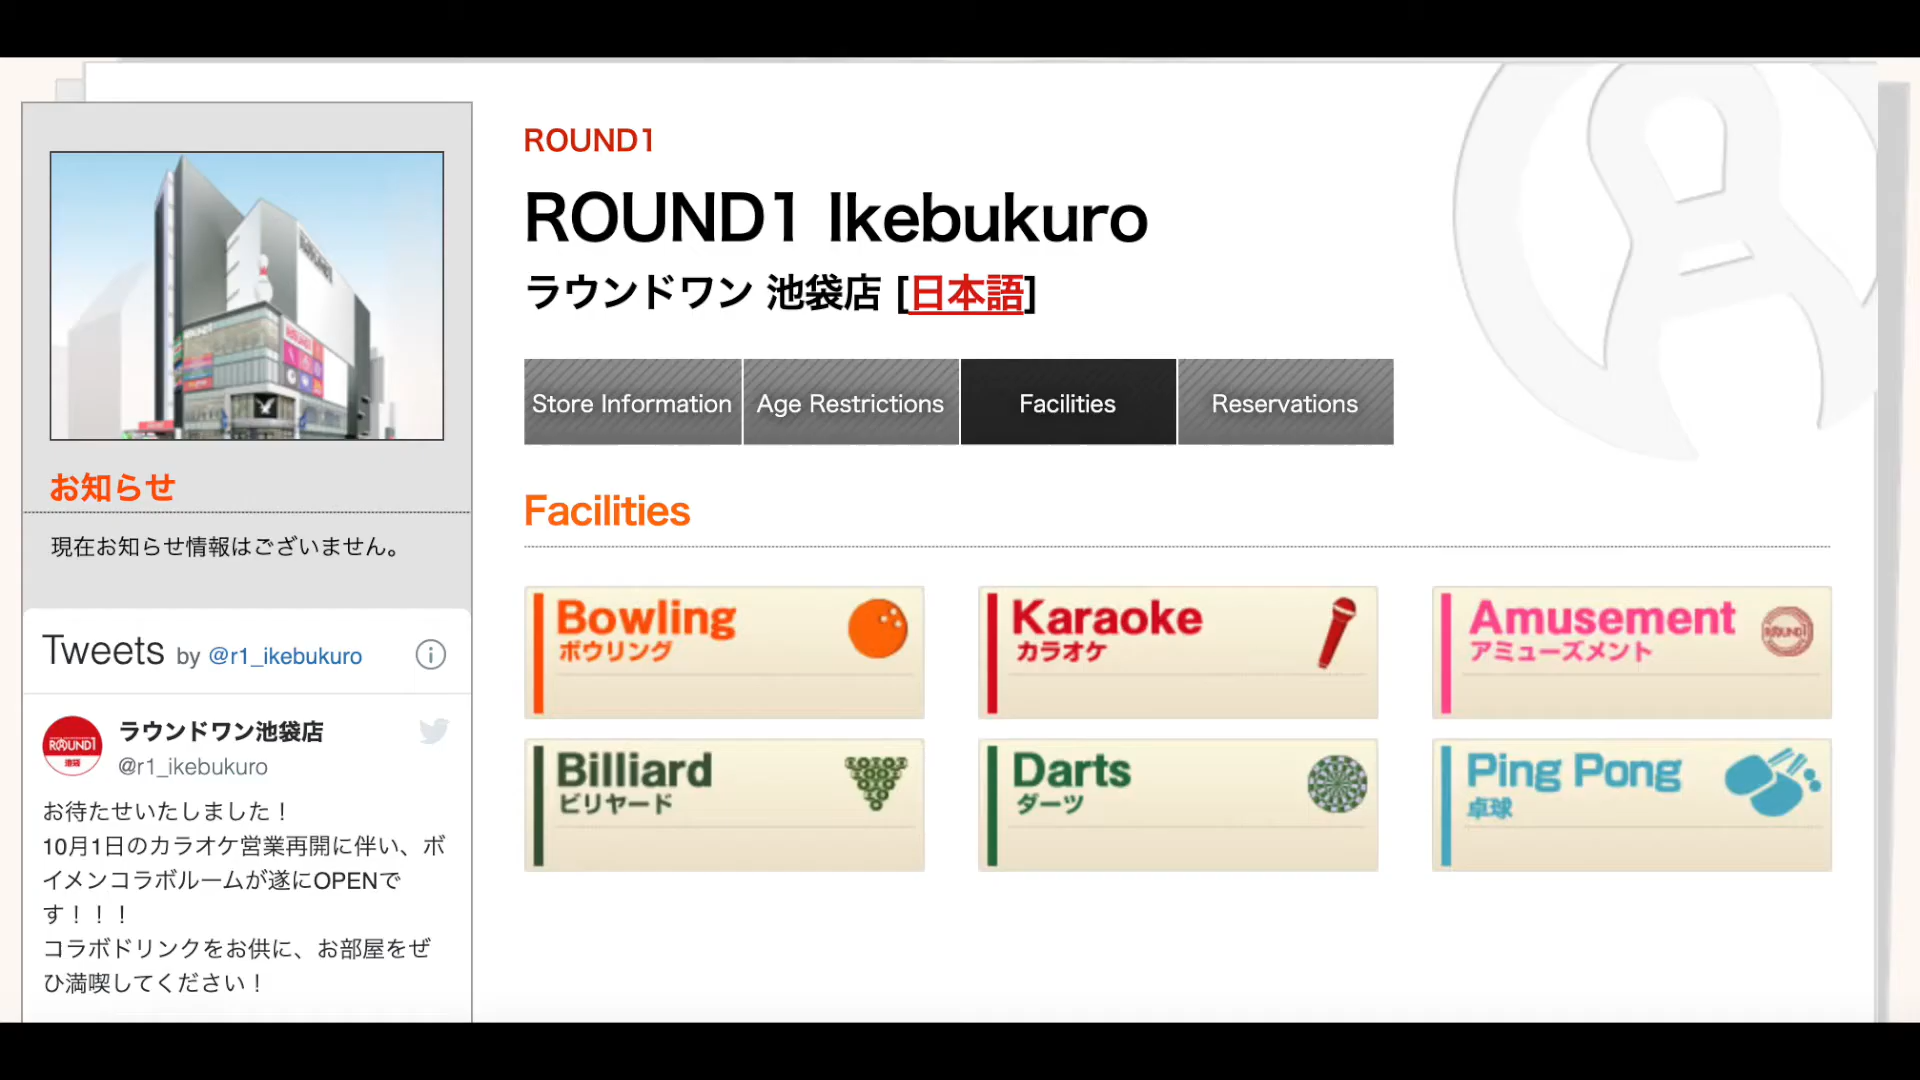 ROUND1
お知らせ
現在お知らせ情報はございません。
Tweets by @r1_ikebukuro
ROUND1
池袋
ラウンドワン池袋店
@r1_ikebukuro
お待たせいたしました！
10月1日のカラオケ営業再開に伴い、ボ
イメンコラボルームが遂にOPENで
す！！！
コラボドリンクをお供に、お部屋をぜ
ひ満喫してください！
ROUND1
ROUND1 Ikebukuro
ラウンドワン 池袋店 [日本語]
Store Information
Age Restrictions
Facilities
Reservations
Facilities
Bowling
ボウリング
Karaoke
カラオケ
Amusement
アミューズメント
ROUND1
Billiard
ビリヤード
Darts
ダーツ
Ping Pong
卓球